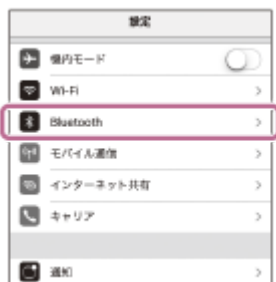 設定
機内モード
Wi-Fi
Bluetooth
モバイル通信
インターネット共有
キャリア
通知